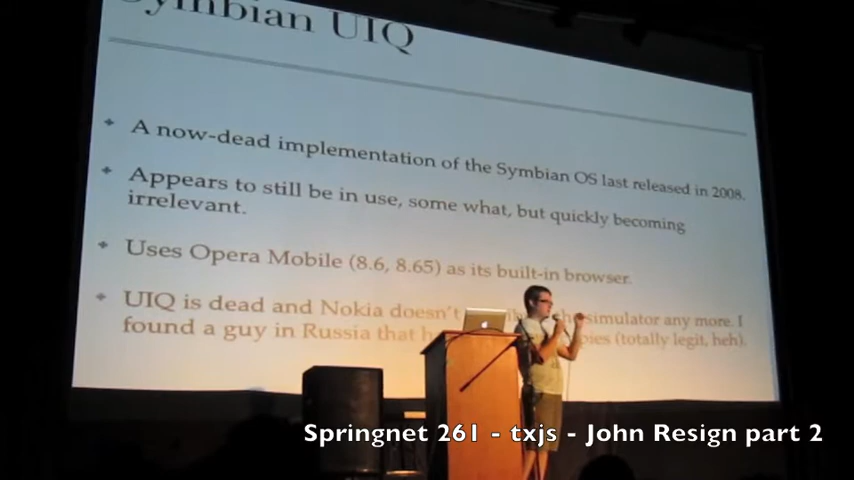 Symbian UIQ
A now-dead implementation of the Symbian OS last released in 2008.
Appears to still be in use, some what, but quickly becoming
irrelevant.
Uses Opera Mobile (8.6, 8.65) as its built-in browser.
UIQ is dead and Nokia doesn't the simulator any more. I
found a guy in Russia that (totally legit, heh).
Springnet 261 - txjs - John Resign part 2